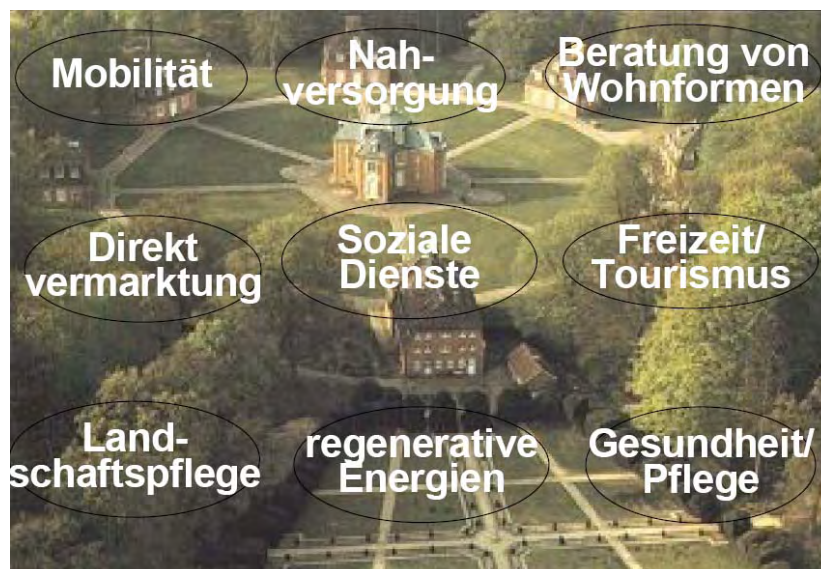 Mobilität
Nah-
versorgung
Beratung von
Wohnformen
Direkt
vermarktung
Soziale
Dienste
Freizeit/
Tourismus
Land-
schaftspflege
regenerative
Energien
Gesundheit/
Pflege